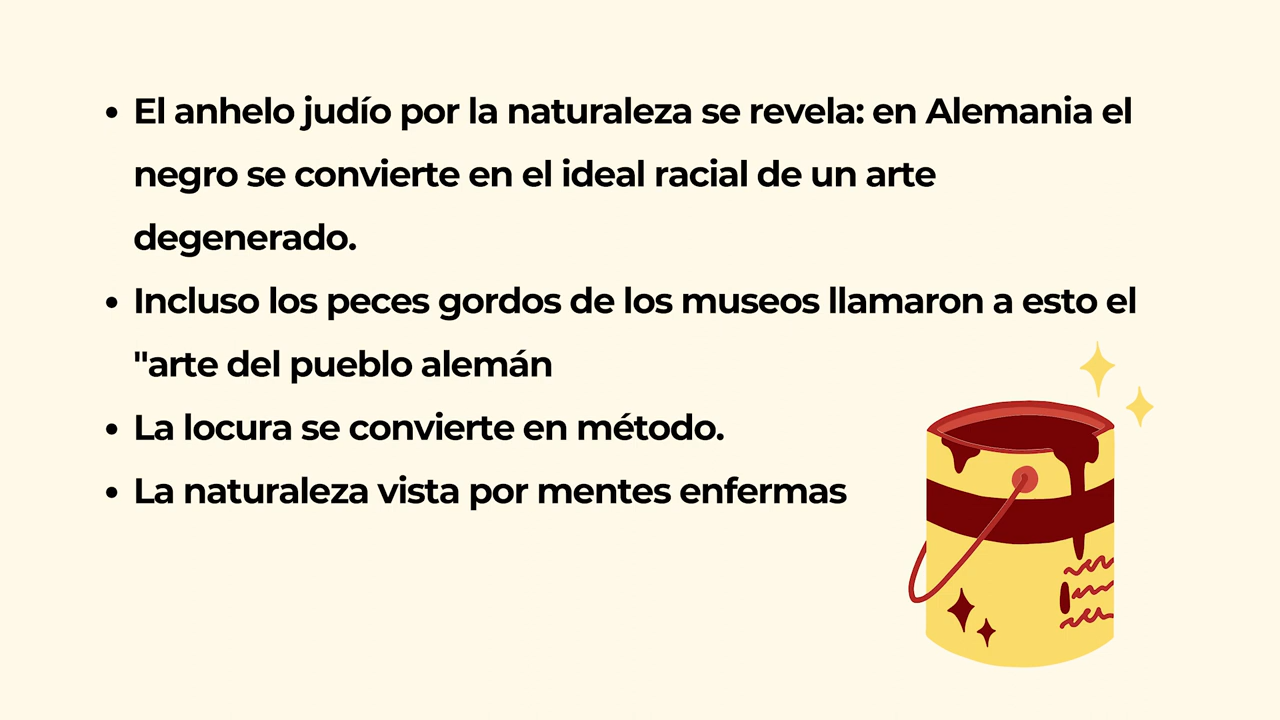 • El anhelo judío por la naturaleza se revela: en Alemania el
negro se convierte en el ideal racial de un arte
degenerado.
• Incluso los peces gordos de los museos llamaron a esto el
"arte del pueblo alemán
• La locura se convierte en método.
• La naturaleza vista por mentes enfermas